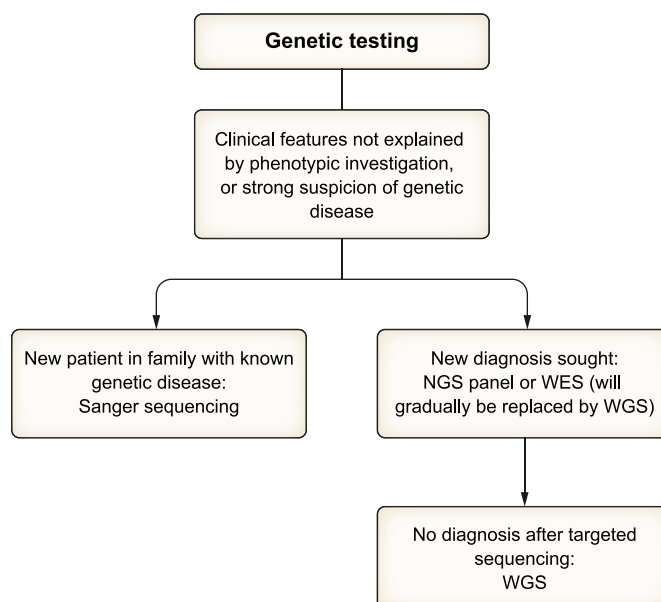 Genetic testing
Clinical features not explained
by phenotypic investigation,
or strong suspicion of genetic
disease
New patient in family with known
genetic disease:
Sanger sequencing
New diagnosis sought:
NGS panel or WES (will
gradually be replaced by WGS)
No diagnosis after targeted
sequencing:
WGS